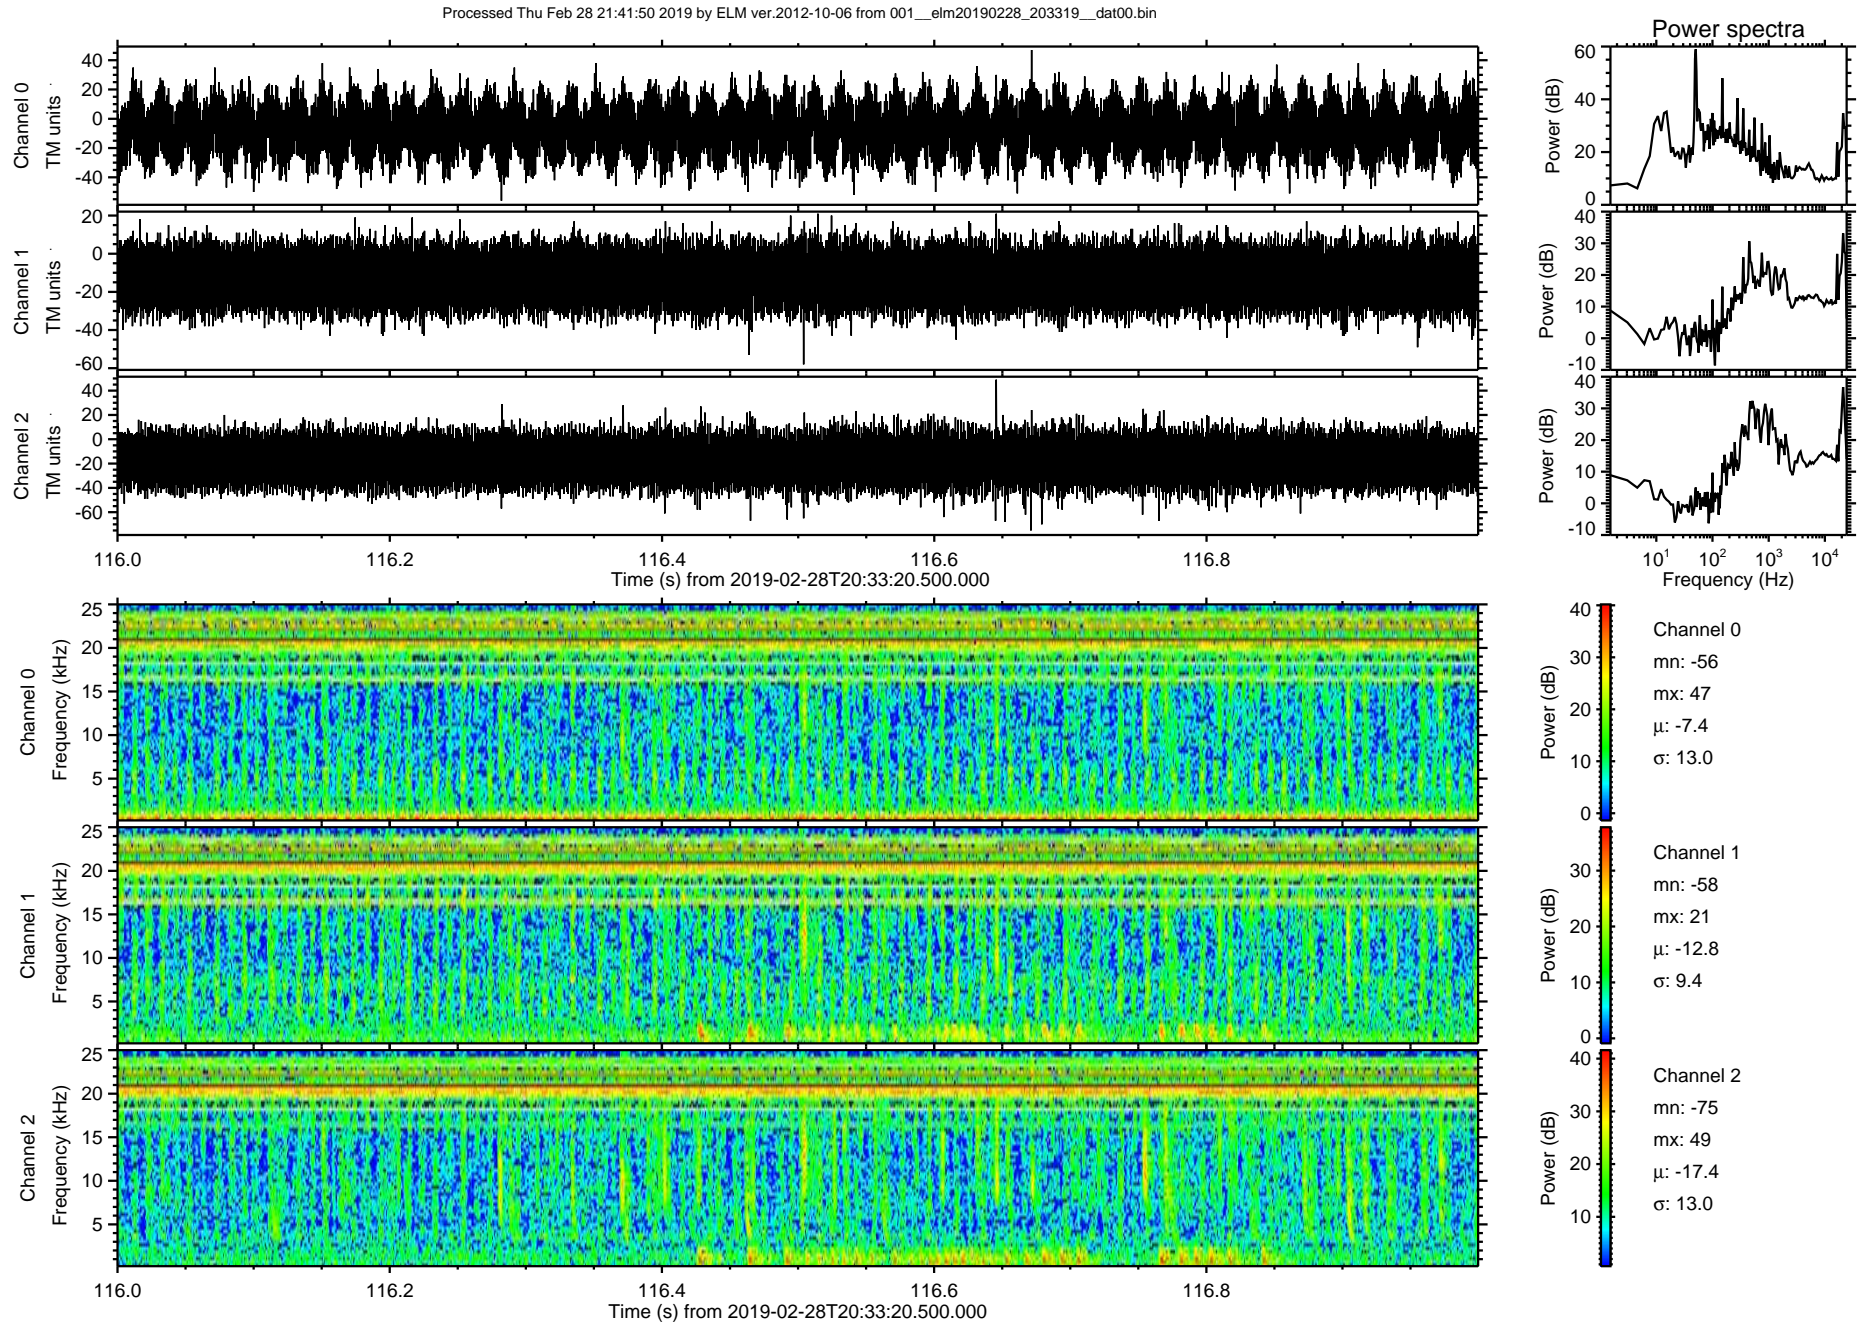 Processed Thu Feb 28 21:41:50 2019 by ELM ver.2012-10-06 from 001__elm20190228_203319__dat00.bin
Power spectra
Channel 0
TM units
40
20
0
-20
-40
Power (dB)
60
40
20
0
Channel 1
TM units
20
0
-20
-40
-60
Power (dB)
40
30
20
10
0
-10
Channel 2
TM units
40
20
0
-20
-40
-60
Power (dB)
40
30
20
10
0
-10
116.0 116.2 116.4 116.6 116.8
Time (s) from 2019-02-28T20:33:20.500.000
10^1 10^2 10^3 10^4
Frequency (Hz)
Channel 0
Frequency (kHz)
25
20
15
10
5
Power (dB)
40
30
20
10
0
Channel 0
mn: -56
mx: 47
μ: -7.4
σ: 13.0
Channel 1
Frequency (kHz)
25
20
15
10
5
Power (dB)
30
20
10
0
Channel 1
mn: -58
mx: 21
μ: -12.8
σ: 9.4
Channel 2
Frequency (kHz)
25
20
15
10
5
Power (dB)
40
30
20
10
Channel 2
mn: -75
mx: 49
μ: -17.4
σ: 13.0
116.0 116.2 116.4 116.6 116.8
Time (s) from 2019-02-28T20:33:20.500.000